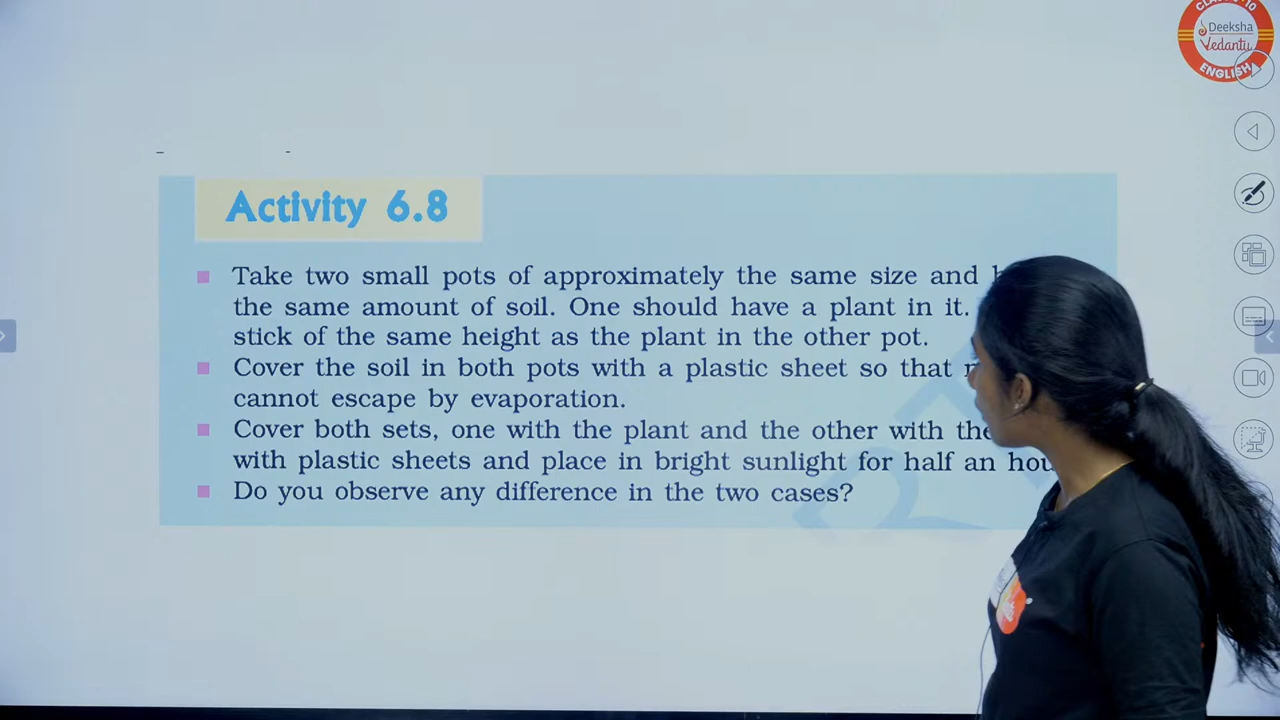 CLASS 10
Deeksha
Vedantu
ENGLISH
Activity 6.8
Take two small pots of approximately the same size and
the same amount of soil. One should have a plant in it.
stick of the same height as the plant in the other pot.
Cover the soil in both pots with a plastic sheet so that
cannot escape by evaporation.
Cover both sets, one with the plant and the other with the
with plastic sheets and place in bright sunlight for half an
Do you observe any difference in the two cases?